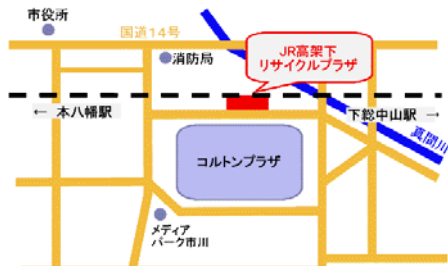 市役所
国道14号
消防局
JR高架下
リサイクルプラザ
← 本八幡駅
下総中山駅 →
真間川
コルトンプラザ
メディア
パーク市川